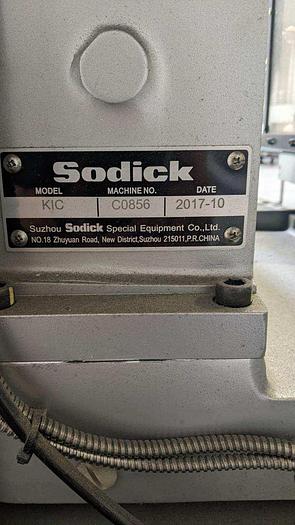 Sodick
MODEL MACHINE NO. DATE
KIC C0856 2017-10
Suzhou Sodick Special Equipment Co.,Ltd.
NO.18 Zhuyuan Road, New District,Suzhou 215011,P.R.CHINA